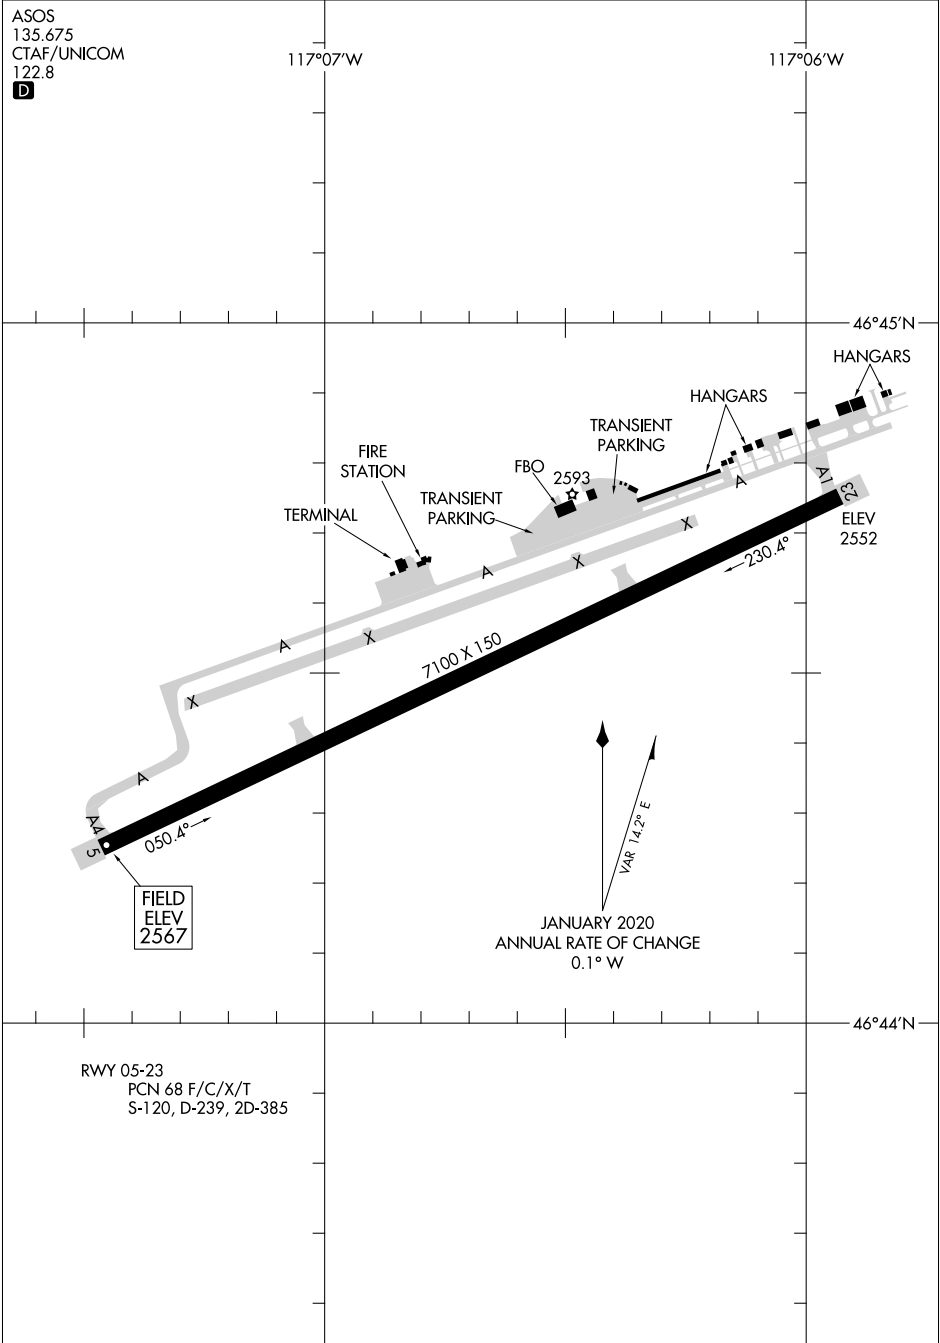 ASOS
135.675
CTAF/UNICOM
122.8
D
117°07'W
117°06'W
46°45'N
HANGARS
HANGARS
TRANSIENT
PARKING
FIRE
STATION
FBO
2593
TRANSIENT
PARKING
TERMINAL
A
A1
23
ELEV
2552
X
230.4°
X
A
A
X
7100 X 150
X
A
A4
5
050.4°
VAR 14.2° E
FIELD
ELEV
2567
JANUARY 2020
ANNUAL RATE OF CHANGE
0.1° W
46°44'N
RWY 05-23
PCN 68 F/C/X/T
S-120, D-239, 2D-385